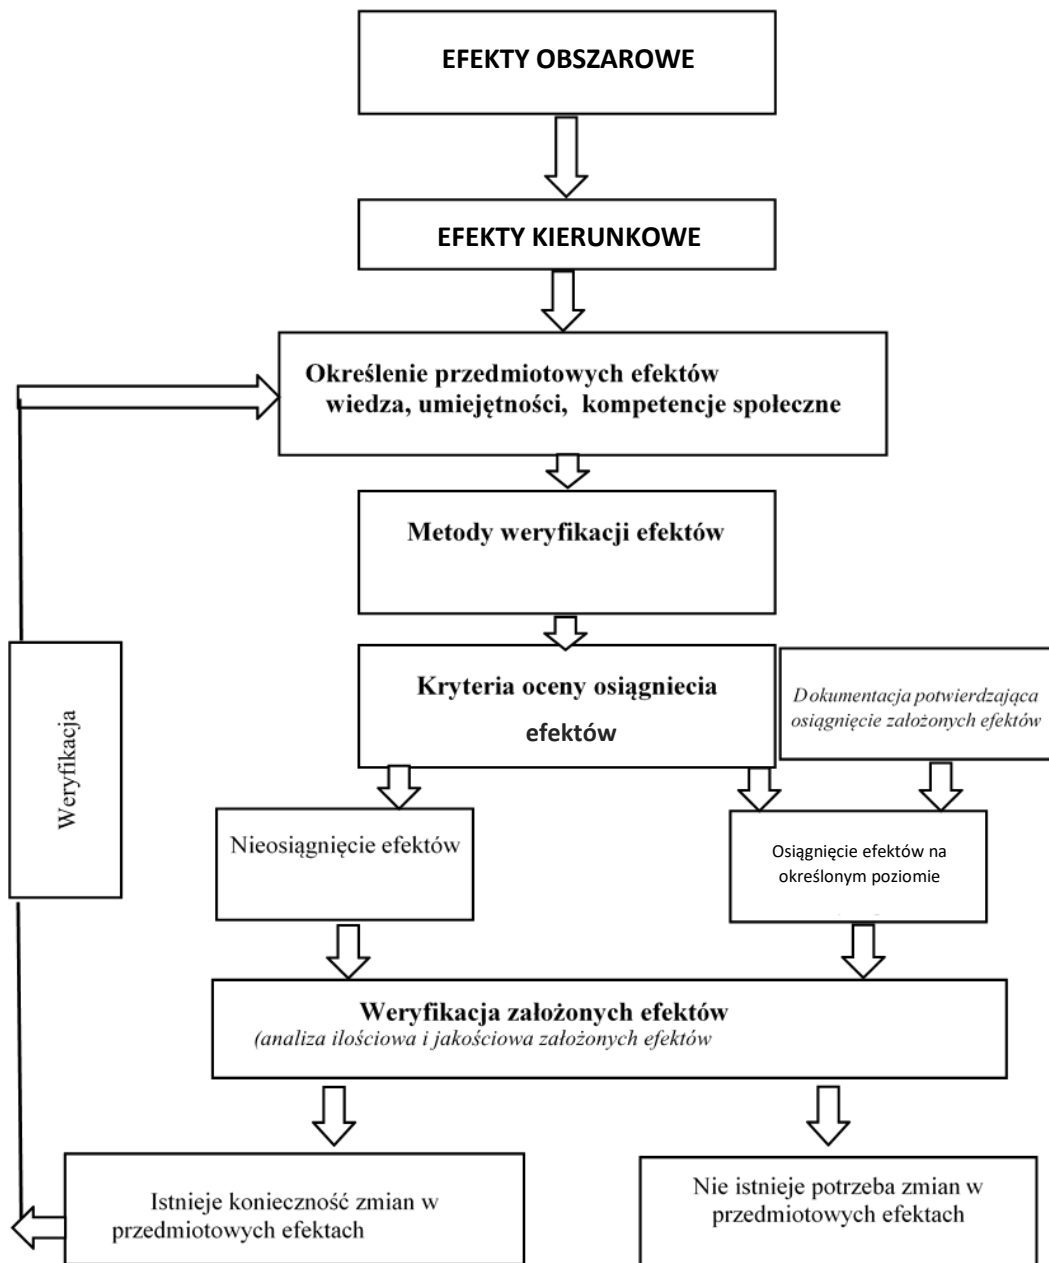 EFEKTY OBSZAROWE
EFEKTY KIERUNKOWE
Określenie przedmiotowych efektów
wiedza, umiejętności, kompetencje społeczne
Metody weryfikacji efektów
Kryteria oceny osiągniecia
efektów
Dokumentacja potwierdzająca
osiągnięcie założonych efektów
Weryfikacja
Nieosiągnięcie efektów
Osiągnięcie efektów na
określonym poziomie
Weryfikacja założonych efektów
(analiza ilościowa i jakościowa założonych efektów
Istnieje konieczność zmian w
przedmiotowych efektach
Nie istnieje potrzeba zmian w
przedmiotowych efektach